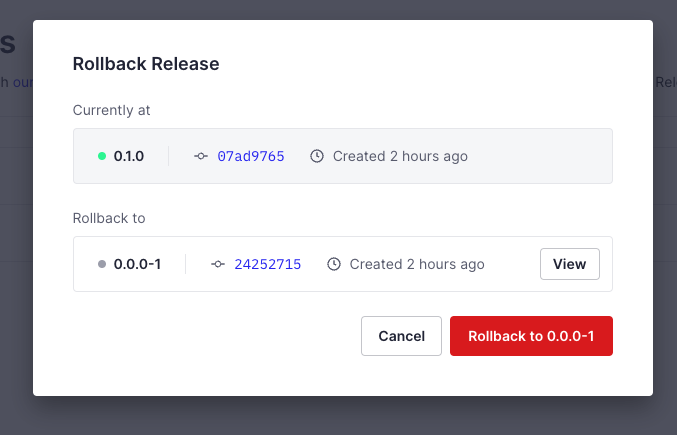 s
Rollback Release
h our
Rel
Currently at
0.1.0 07ad9765 Created 2 hours ago
Rollback to
0.0.0-1 24252715 Created 2 hours ago View
Cancel Rollback to 0.0.0-1